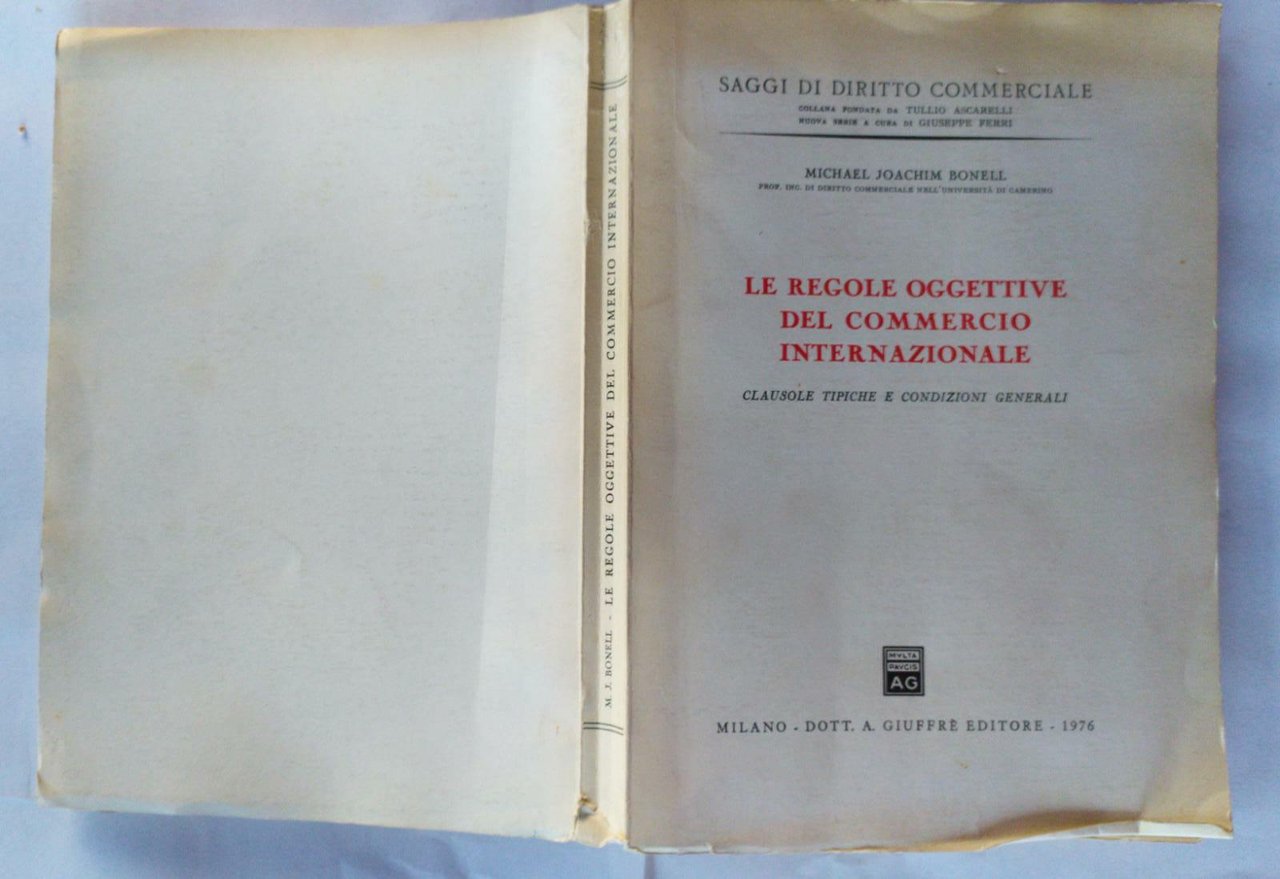 SAGGI DI DIRITTO COMMERCIALE
COLLANA FONDATA DA TULLIO ASCARELLI
NUOVA SERIE A CURA DI GIUSEPPE FERRI
MICHAEL JOACHIM BONELL
PROF. INC. DI DIRITTO COMMERCIALE NELL'UNIVERSITÀ DI CAMERINO
LE REGOLE OGGETTIVE
DEL COMMERCIO
INTERNAZIONALE
CLAUSOLE TIPICHE E CONDIZIONI GENERALI
MVLTA
PAVCIS
AG
MILANO - DOTT. A. GIUFFRÈ EDITORE - 1976
M. J. BONELL - LE REGOLE OGGETTIVE DEL COMMERCIO INTERNAZIONALE